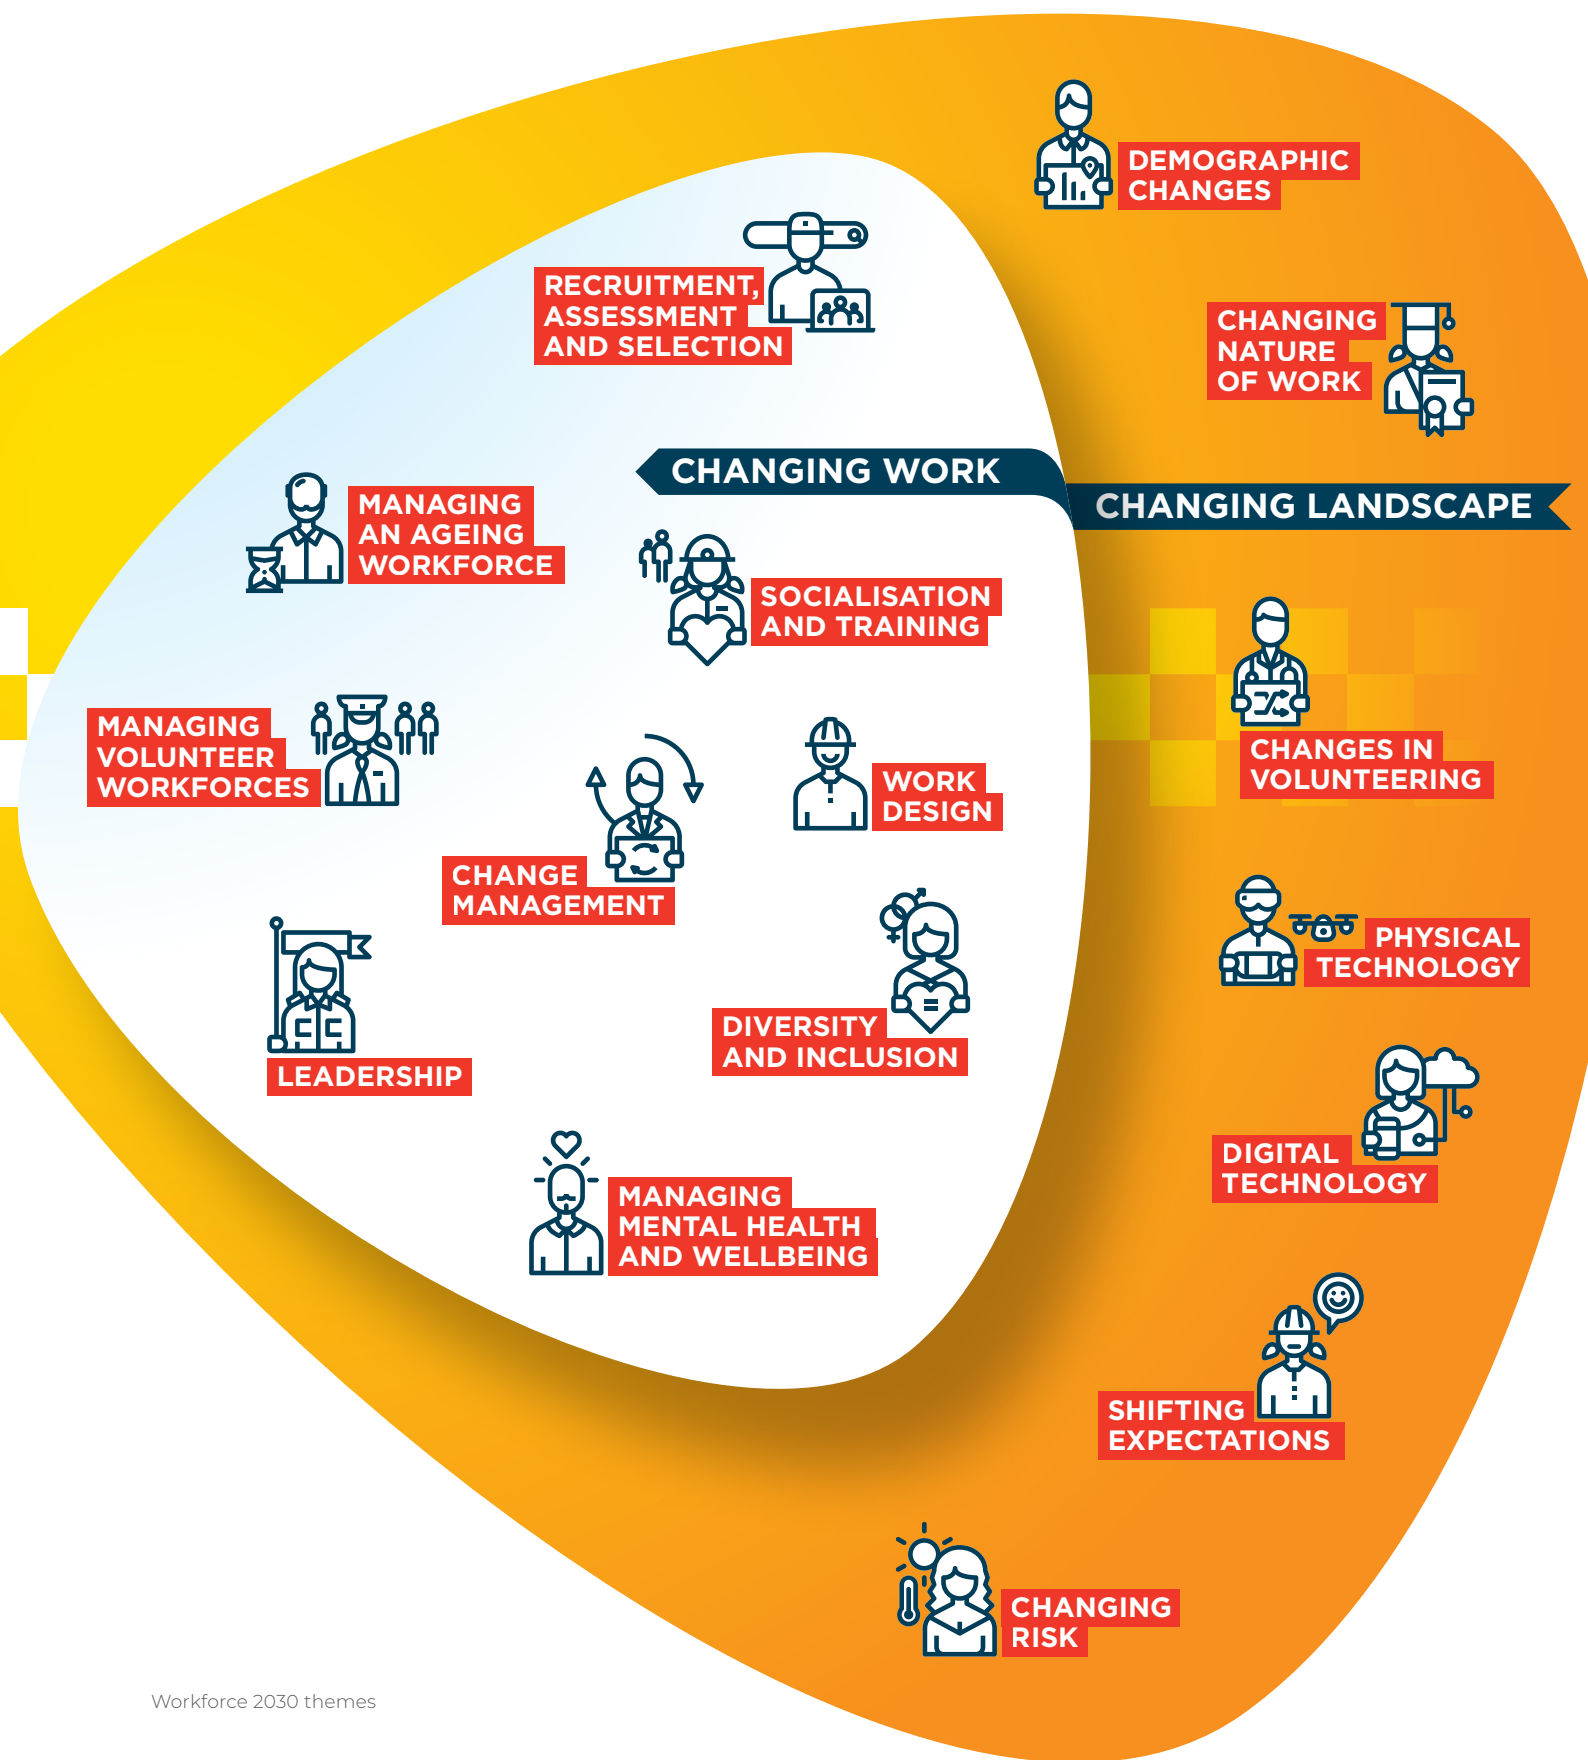 DEMOGRAPHIC
CHANGES
RECRUITMENT,
ASSESSMENT
AND SELECTION
CHANGING
NATURE
OF WORK
CHANGING WORK
CHANGING LANDSCAPE
MANAGING
AN AGEING
WORKFORCE
SOCIALISATION
AND TRAINING
MANAGING
VOLUNTEER
WORKFORCES
CHANGES IN
VOLUNTEERING
WORK
DESIGN
CHANGE
MANAGEMENT
PHYSICAL
TECHNOLOGY
DIVERSITY
AND INCLUSION
LEADERSHIP
DIGITAL
TECHNOLOGY
MANAGING
MENTAL HEALTH
AND WELLBEING
SHIFTING
EXPECTATIONS
CHANGING
RISK
Workforce 2030 themes